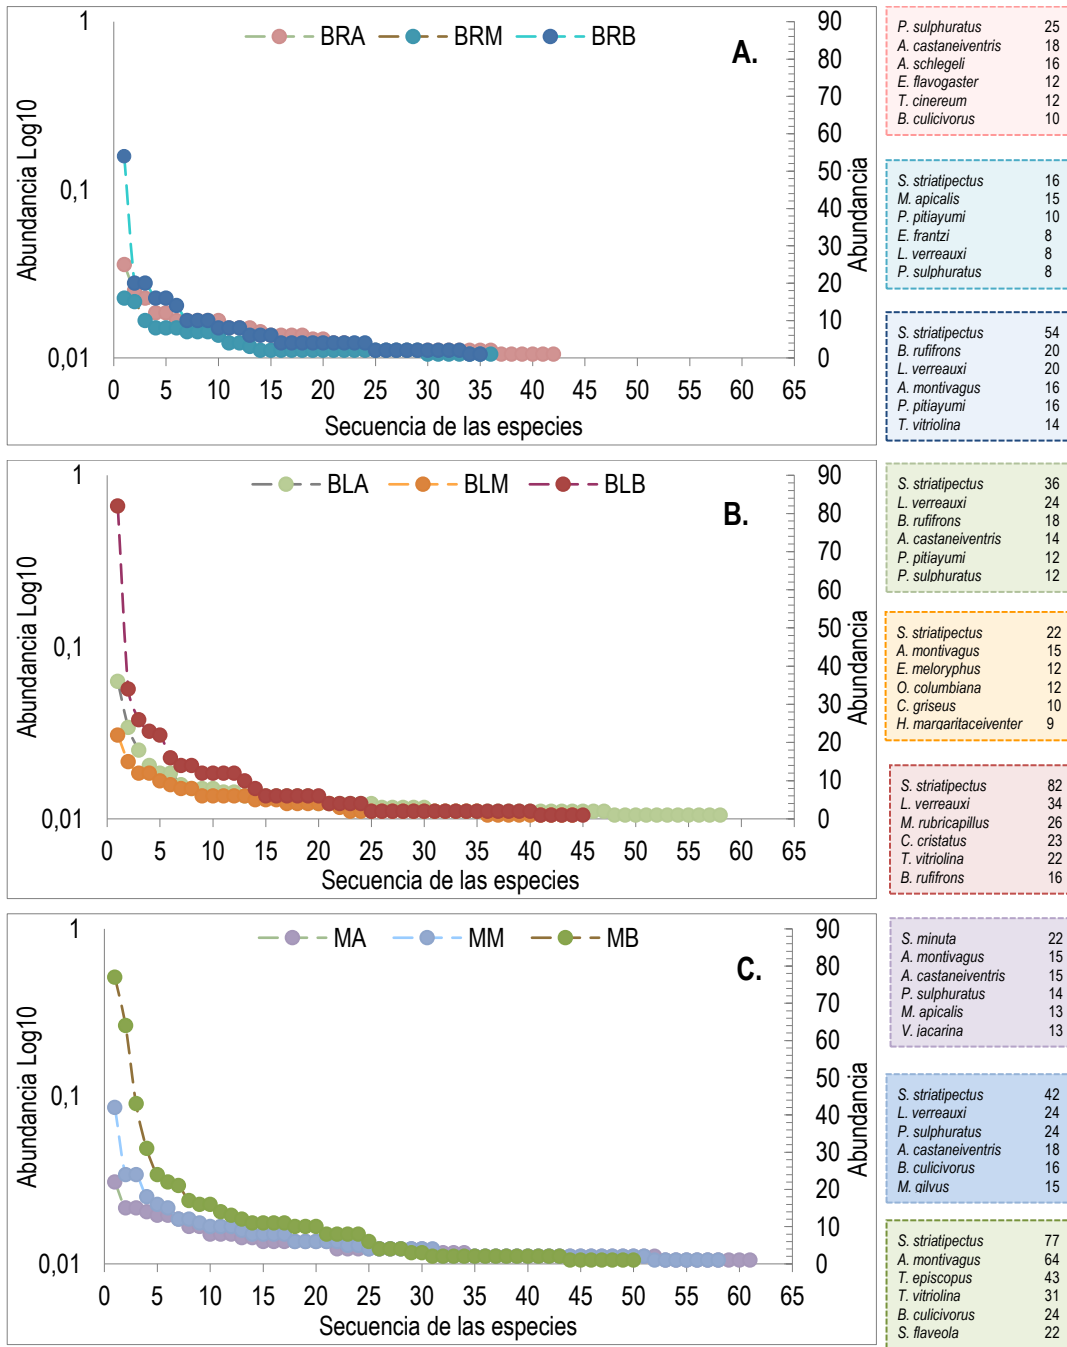 A.
BRA BRM BRB
Abundancia Log10
1
0,1
0,01
90
80
70
60
50
40
30
20
10
0
Abundancia
0 5 10 15 20 25 30 35 40 45 50 55 60 65
Secuencia de las especies
P. sulphuratus 25
A. castaneiventris 18
A. schlegeli 16
E. flavogaster 12
T. cinereum 12
B. culicivorus 10
S. striatipectus 16
M. apicalis 15
P. pitiayumi 10
E. frantzi 8
L. verreauxi 8
P. sulphuratus 8
S. striatipectus 54
B. rufifrons 20
L. verreauxi 20
A. montivagus 16
P. pitiayumi 16
T. vitriolina 14
B.
BLA BLM BLB
Abundancia Log10
1
0,1
0,01
90
80
70
60
50
40
30
20
10
0
Abundancia
0 5 10 15 20 25 30 35 40 45 50 55 60 65
Secuencia de las especies
S. striatipectus 36
L. verreauxi 24
B. rufifrons 18
A. castaneiventris 14
P. pitiayumi 12
P. sulphuratus 12
S. striatipectus 22
A. montivagus 15
E. meloryphus 12
O. columbiana 12
C. griseus 10
H. margaritaceiventer 9
S. striatipectus 82
L. verreauxi 34
M. rubricapillus 26
C. cristatus 23
T. vitriolina 22
B. rufifrons 16
C.
MA MM MB
Abundancia Log10
1
0,1
0,01
90
80
70
60
50
40
30
20
10
0
Abundancia
0 5 10 15 20 25 30 35 40 45 50 55 60 65
Secuencia de las especies
S. minuta 22
A. montivagus 15
A. castaneiventris 15
P. sulphuratus 14
M. apicalis 13
V. jacarina 13
S. striatipectus 42
L. verreauxi 24
P. sulphuratus 24
A. castaneiventris 18
B. culicivorus 16
M. gilvus 15
S. striatipectus 77
A. montivagus 64
T. episcopus 43
T. vitriolina 31
B. culicivorus 24
S. flaveola 22